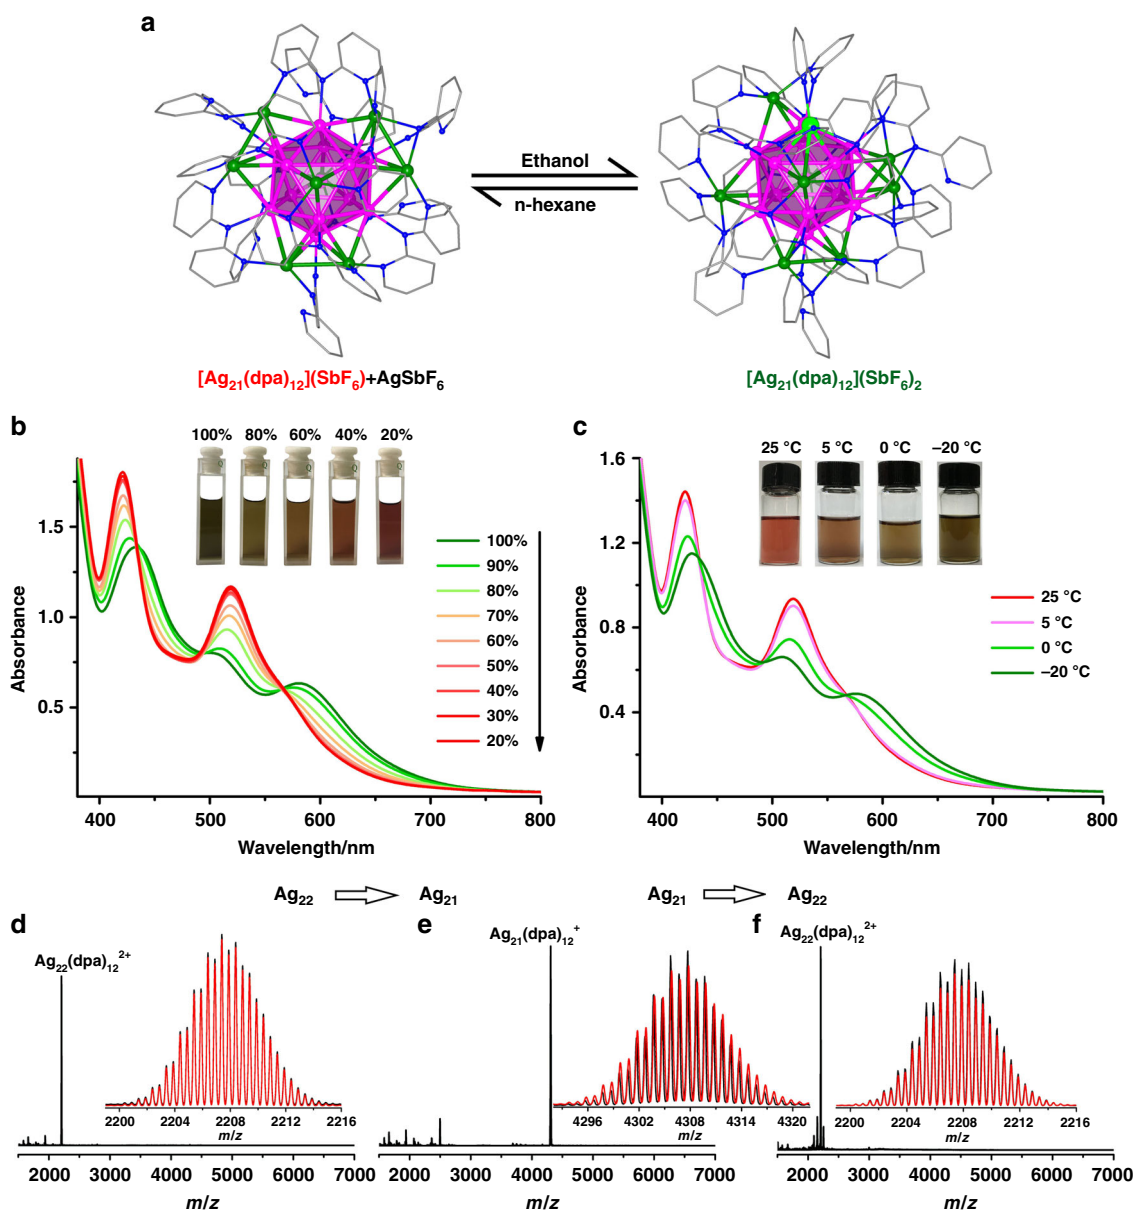 a
Ethanol
n-hexane
[Ag21(dpa)12](SbF6)+AgSbF6
[Ag21(dpa)12](SbF6)2
b
100% 80% 60% 40% 20%
Absorbance
1.5
1.0
0.5
100%
90%
80%
70%
60%
50%
40%
30%
20%
400 500 600 700 800
Wavelength/nm
c
25 °C 5 °C 0 °C –20 °C
Absorbance
1.6
1.2
0.8
0.4
25 °C
5 °C
0 °C
–20 °C
400 500 600 700 800
Wavelength/nm
Ag22 Ag21
Ag21 Ag22
d
Ag22(dpa)12 2+
2200 2204 2208 2212 2216
m/z
2000 3000 4000 5000 6000 7000
m/z
e
Ag21(dpa)12 +
4296 4302 4308 4314 4320
m/z
2000 3000 4000 5000 6000 7000
m/z
f
Ag22(dpa)12 2+
2200 2204 2208 2212 2216
m/z
2000 3000 4000 5000 6000 7000
m/z